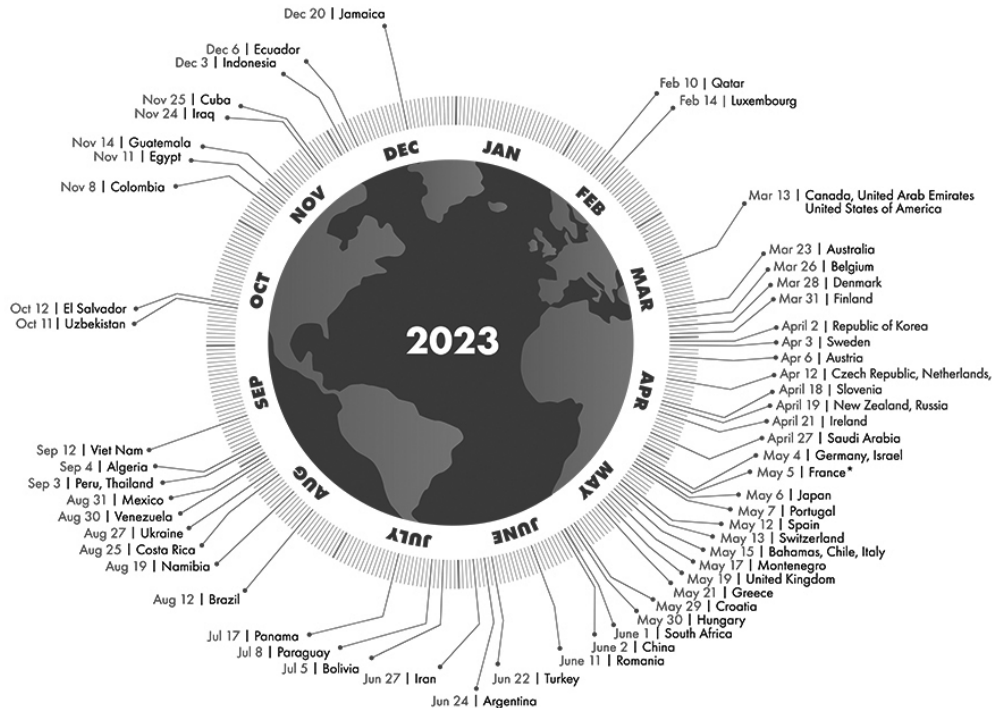 Dec 20 | Jamaica
Dec 6 | Ecuador
Dec 3 | Indonesia
Nov 25 | Cuba
Nov 24 | Iraq
Nov 14 | Guatemala
Nov 11 | Egypt
Nov 8 | Colombia
Oct 12 | El Salvador
Oct 11 | Uzbekistan
Sep 12 | Viet Nam
Sep 4 | Algeria
Sep 3 | Peru, Thailand
Aug 31 | Mexico
Aug 30 | Venezuela
Aug 27 | Ukraine
Aug 25 | Costa Rica
Aug 19 | Namibia
Aug 12 | Brazil
Jul 17 | Panama
Jul 8 | Paraguay
Jul 5 | Bolivia
Jun 27 | Iran
Jun 24 | Argentina
Jun 22 | Turkey
Feb 10 | Qatar
Feb 14 | Luxembourg
Mar 13 | Canada, United Arab Emirates
United States of America
Mar 23 | Australia
Mar 26 | Belgium
Mar 28 | Denmark
Mar 31 | Finland
April 2 | Republic of Korea
Apr 3 | Sweden
Apr 6 | Austria
Apr 12 | Czech Republic, Netherlands,
April 18 | Slovenia
April 19 | New Zealand, Russia
April 21 | Ireland
April 27 | Saudi Arabia
May 4 | Germany, Israel
May 5 | France*
May 6 | Japan
May 7 | Portugal
May 12 | Spain
May 13 | Switzerland
May 15 | Bahamas, Chile, Italy
May 17 | Montenegro
May 19 | United Kingdom
May 21 | Greece
May 29 | Croatia
May 30 | Hungary
June 1 | South Africa
June 2 | China
June 11 | Romania
JAN
FEB
MAR
APR
MAY
JUNE
JULY
AUG
SEP
OCT
NOV
DEC
2023